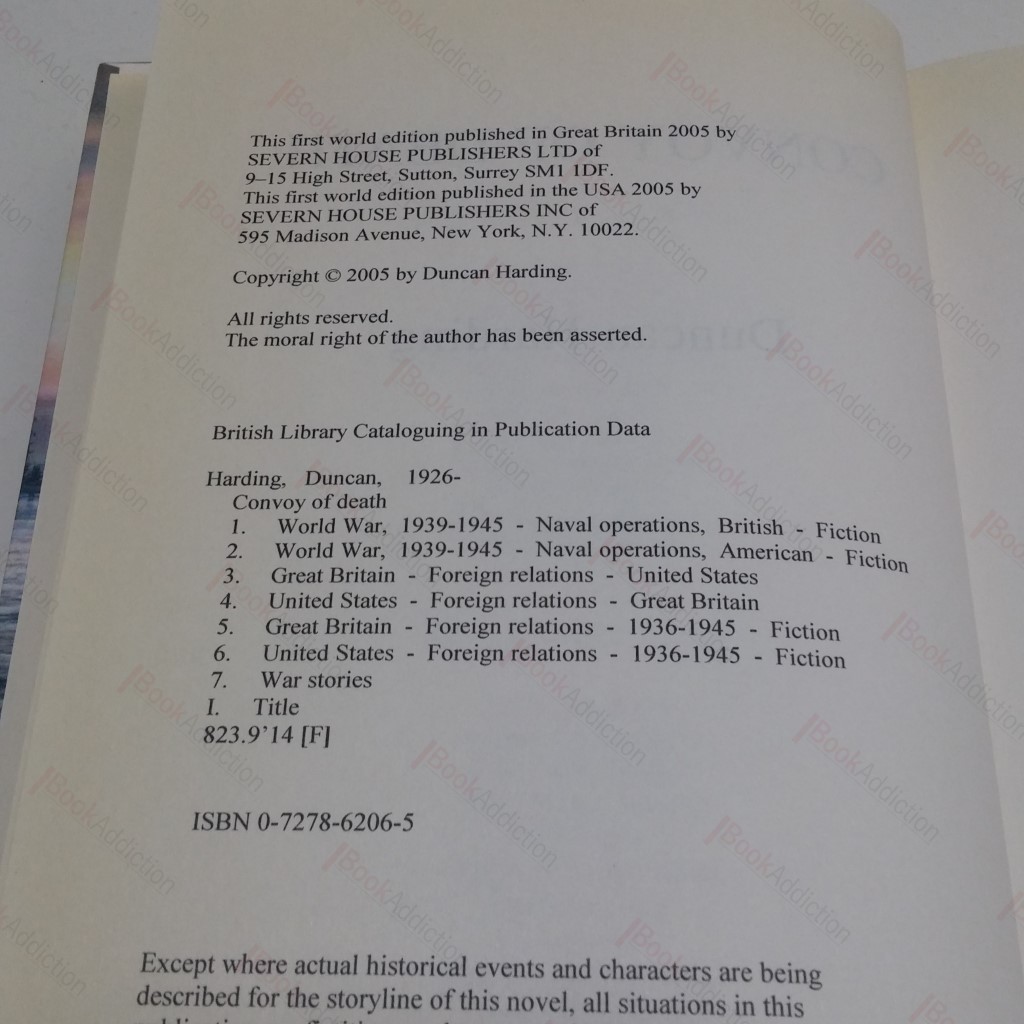 This first world edition published in Great Britain 2005 by
SEVERN HOUSE PUBLISHERS LTD of
9–15 High Street, Sutton, Surrey SM1 1DF.
This first world edition published in the USA 2005 by
SEVERN HOUSE PUBLISHERS INC of
595 Madison Avenue, New York, N.Y. 10022.
Copyright © 2005 by Duncan Harding.
All rights reserved.
The moral right of the author has been asserted.
British Library Cataloguing in Publication Data
Harding, Duncan, 1926-
Convoy of death
1. World War, 1939-1945 - Naval operations, British - Fiction
2. World War, 1939-1945 - Naval operations, American - Fiction
3. Great Britain - Foreign relations - United States
4. United States - Foreign relations - Great Britain
5. Great Britain - Foreign relations - 1936-1945 - Fiction
6. United States - Foreign relations - 1936-1945 - Fiction
7. War stories
I. Title
823.9'14 [F]
ISBN 0-7278-6206-5
Except where actual historical events and characters are being
described for the storyline of this novel, all situations in this